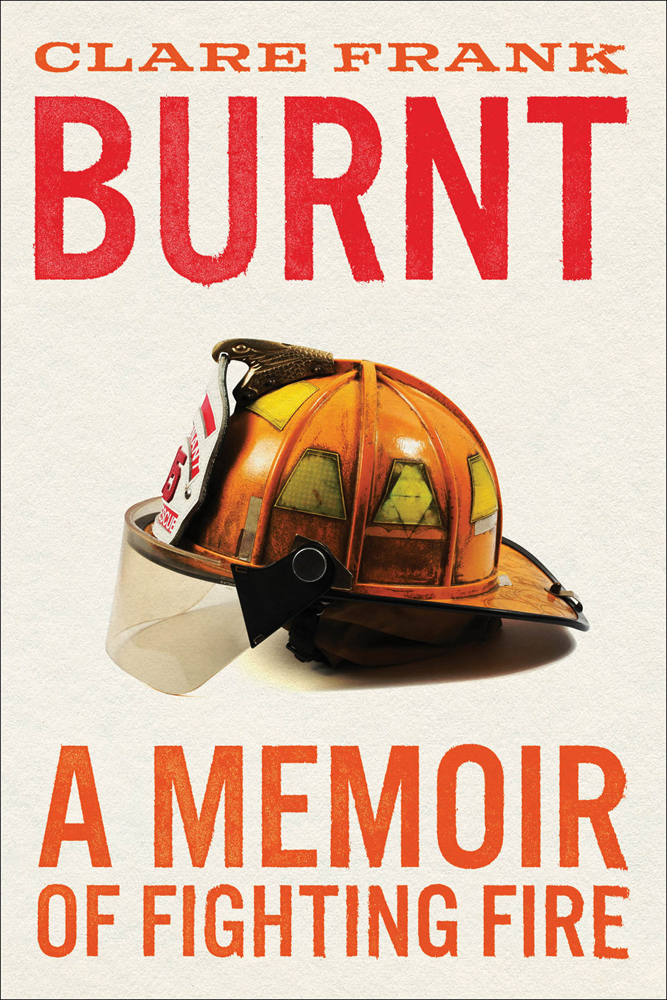 CLARE FRANK
BURNT
A MEMOIR
OF FIGHTING FIRE